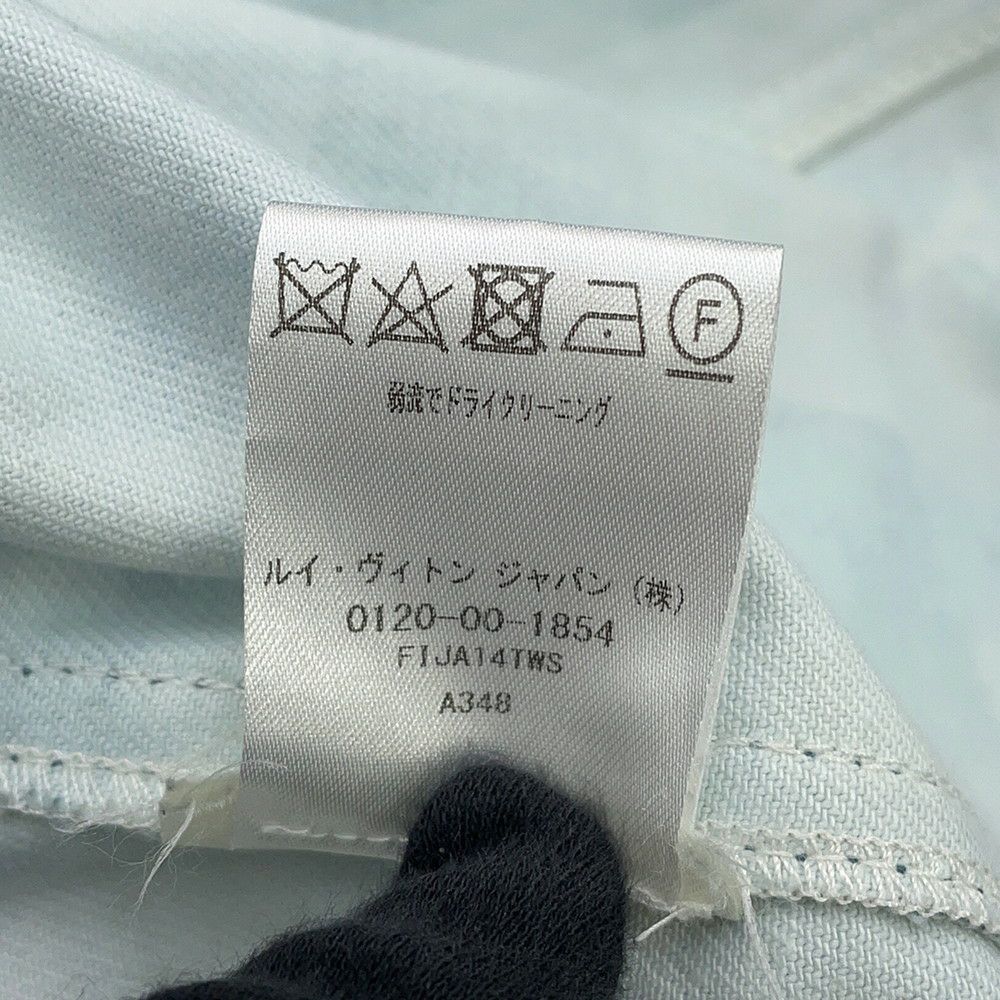 F
弱流でドライクリーニング
ルイ・ヴィトン ジャパン (株)
0120-00-1854
FIJA14TWS
A348